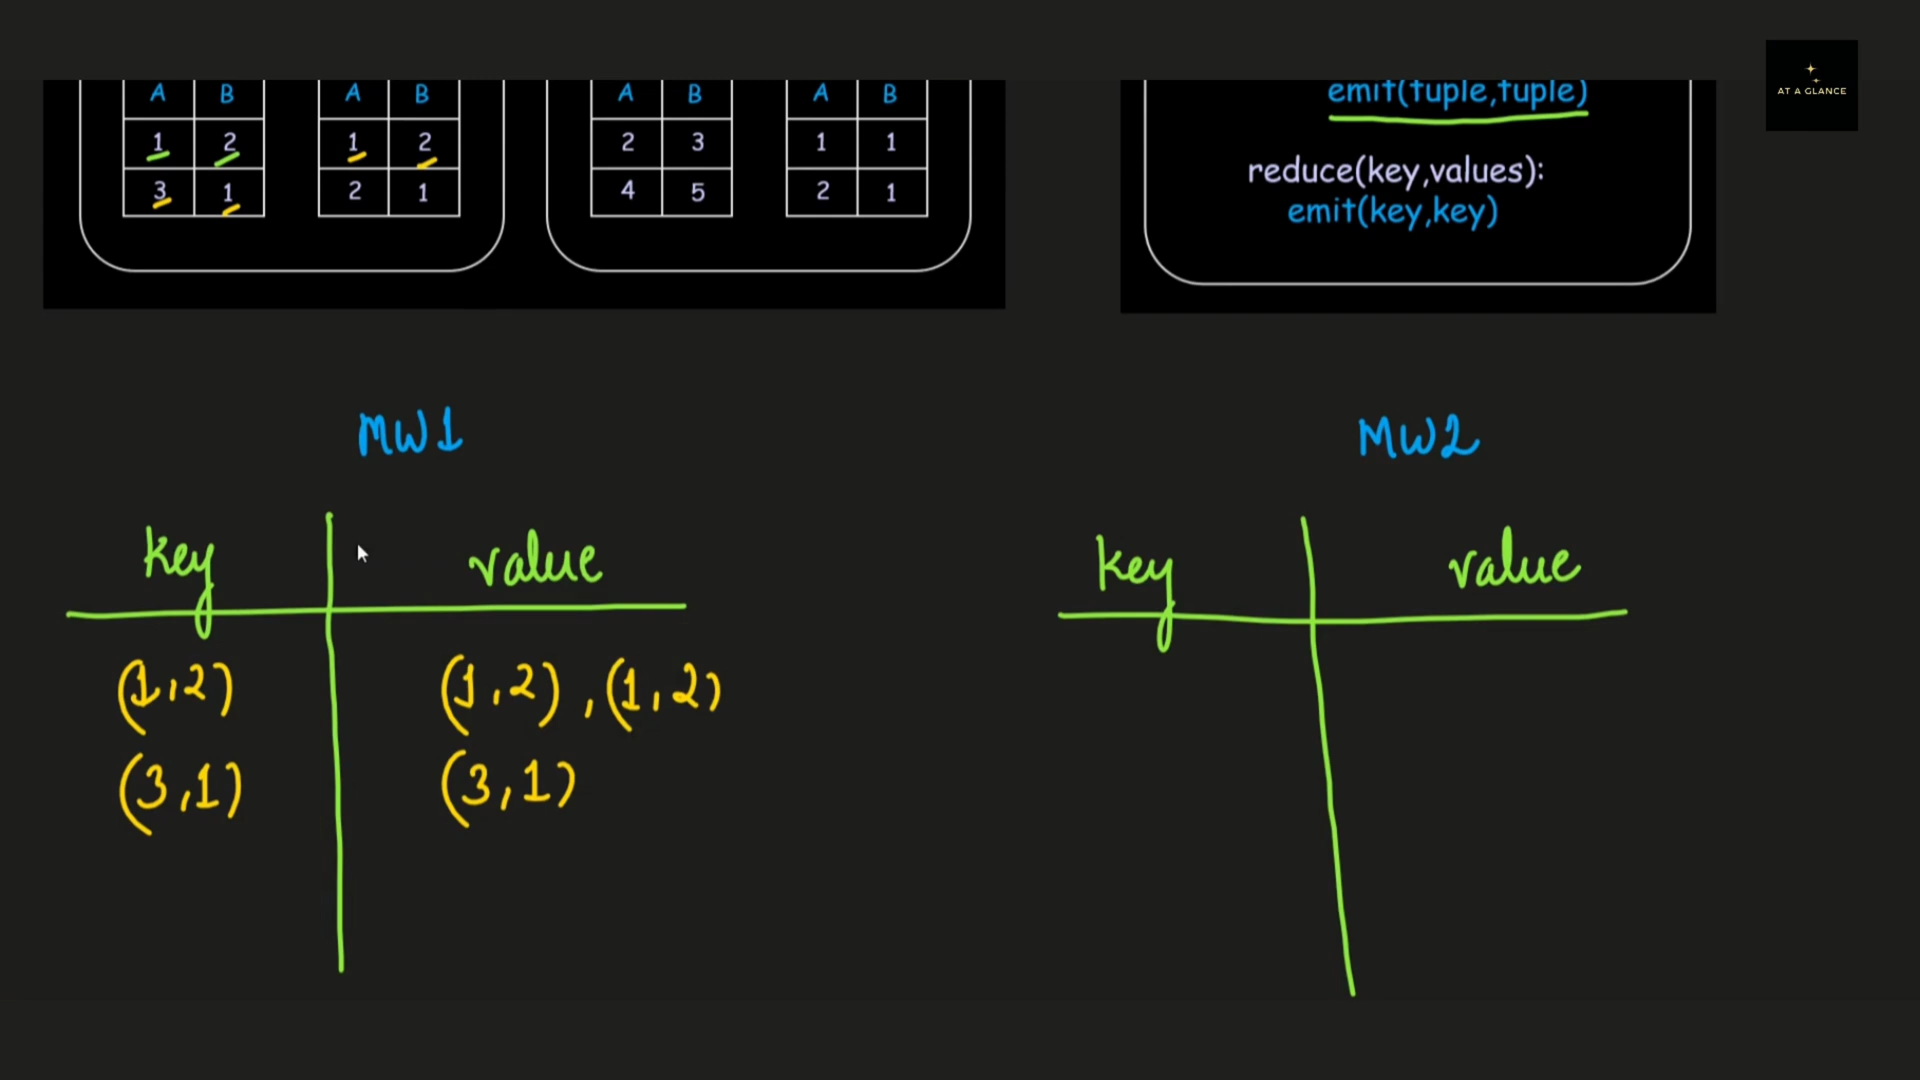 AT A GLANCE
A B A B A B A B
1 2 1 2 2 3 1 1
3 1 2 1 4 5 2 1
emit(tuple,tuple)
reduce(key,values):
emit(key,key)
MW1
key value
(1,2) (1,2),(1,2)
(3,1) (3,1)
MW2
key value